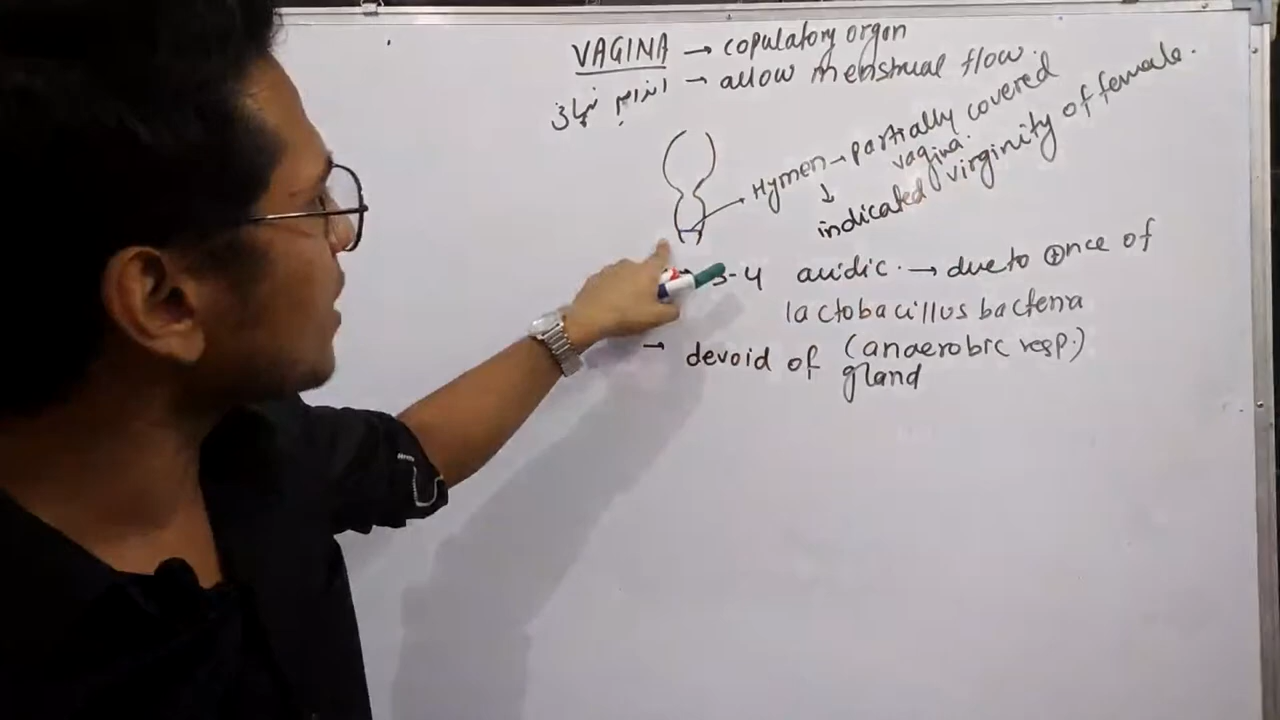 VAGINA → copulatory organ
اندام نہانی → allow menstrual flow.
Hymen → partially covered
vagina.
↓
indicated virginity of female.
3-4 acidic. → due to ⊕nce of
lactobacillus bacteria
(anaerobic resp.)
→ devoid of
gland